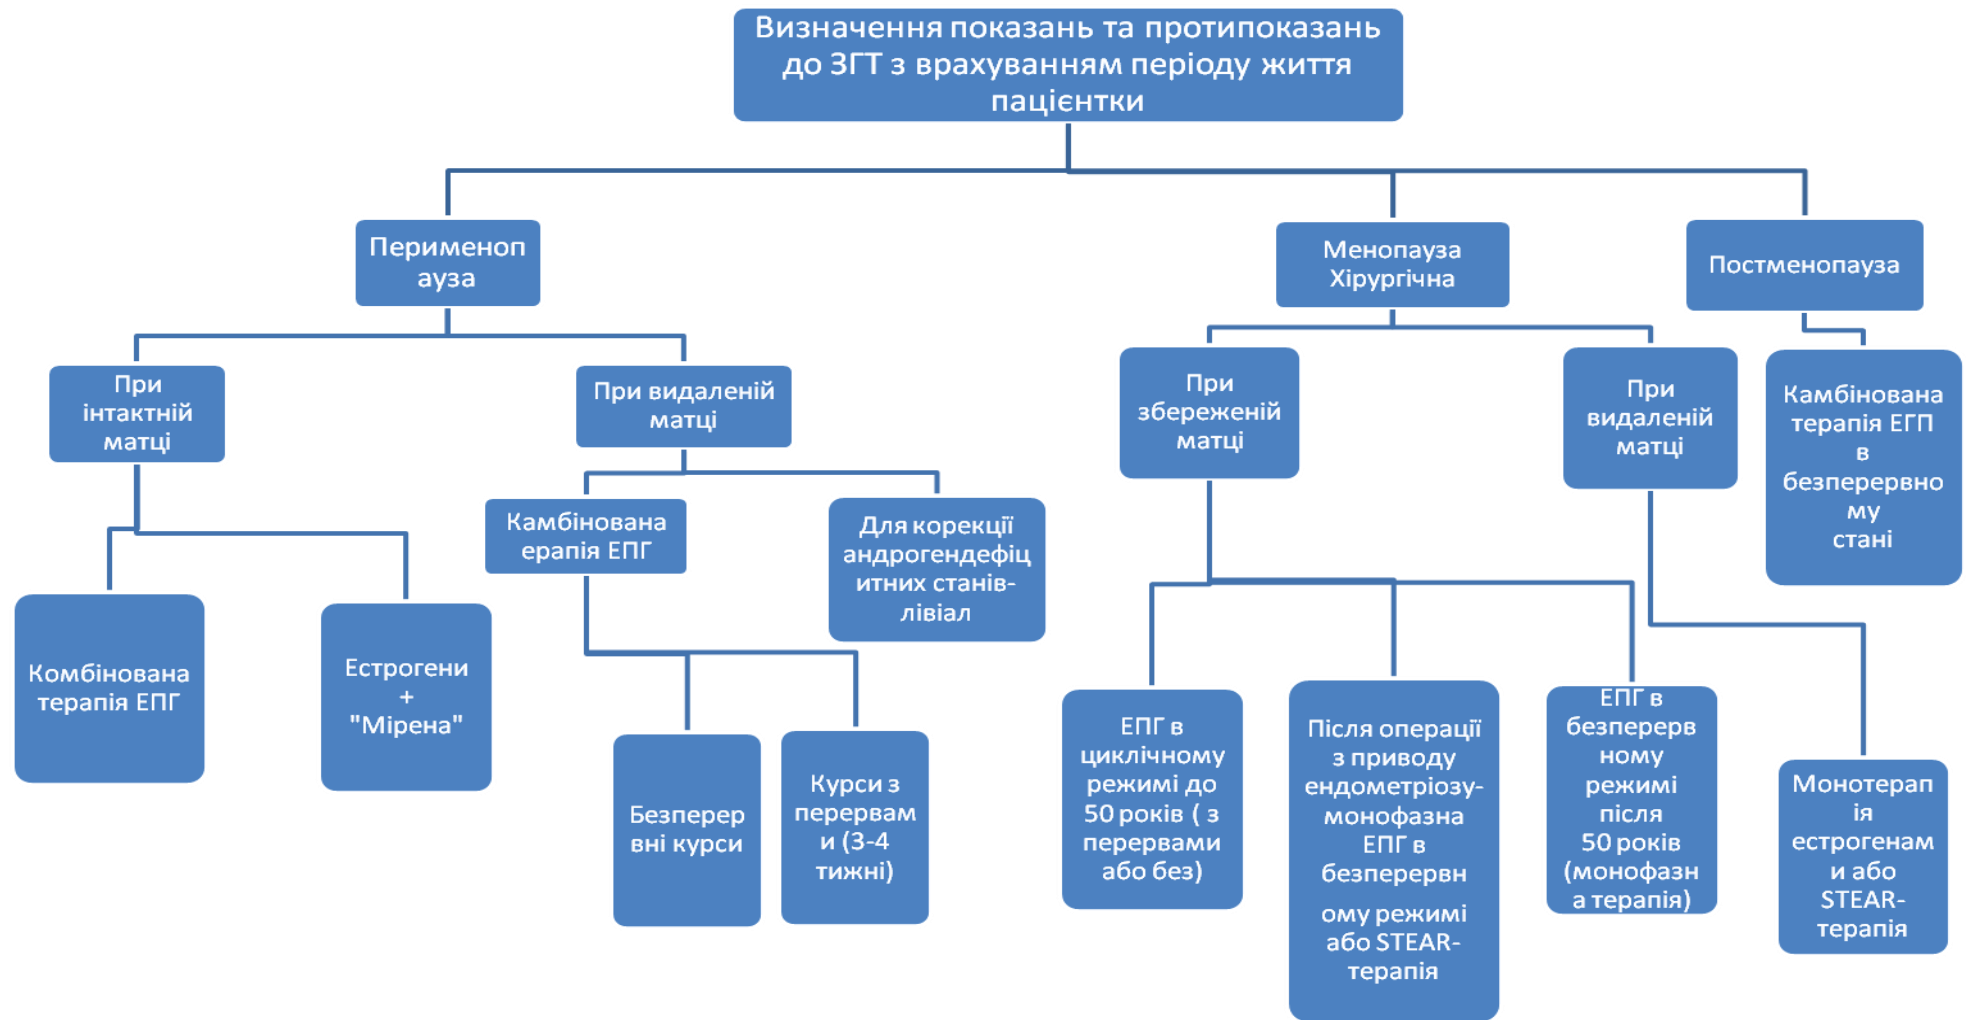 Визначення показань та протипоказань
до ЗГТ з врахуванням періоду життя
пацієнтки
Перименоп
ауза
Менопауза
Хірургічна
Постменопауза
При
інтактній
матці
При видаленій
матці
При
збереженій
матці
При
видаленій
матці
Камбінована
терапія ЕГП
в
безперервно
му
стані
Камбінована
ерапія ЕПГ
Для корекції
андрогендефіц
итних станів-
лівіал
Комбінована
терапія ЕПГ
Естрогени
+
"Мірена"
Безперер
вні курси
Курси з
перервам
и (3-4
тижні)
ЕПГ в
циклічному
режимі до
50 років ( з
перервами
або без)
Після операції
з приводу
ендометріозу-
монофазна
ЕПГ в
безперервн
ому режимі
або STEAR-
терапія
ЕПГ в
безперерв
ному
режимі
після
50 років
(монофазн
а терапія)
Монотерап
ія
естрогенам
и або
STEAR-
терапія